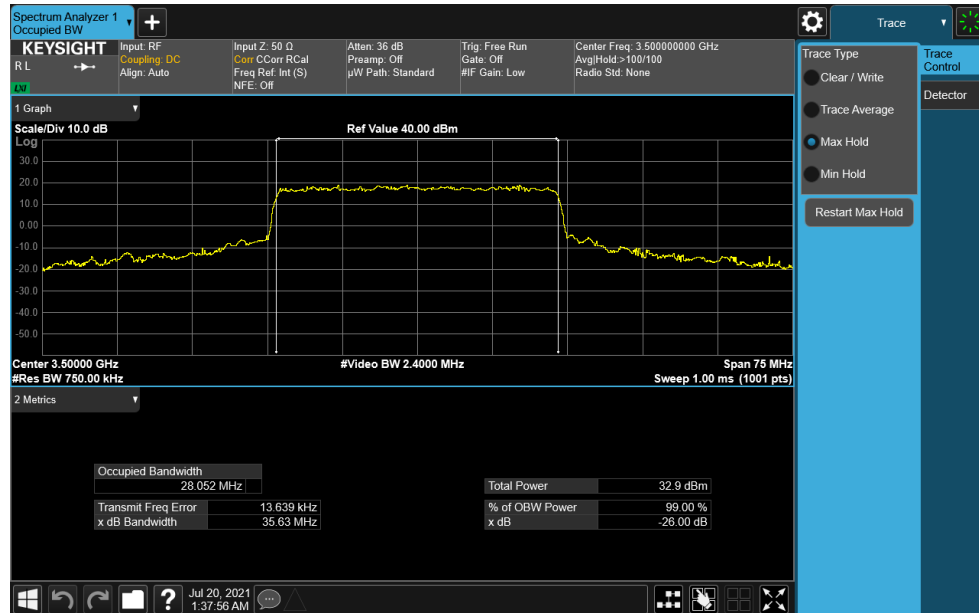 Spectrum Analyzer 1
Occupied BW
+
Trace
KEYSIGHT
R L
LXI
Input: RF
Coupling: DC
Align: Auto
Input Z: 50 Ω
Corr CCorr RCal
Freq Ref: Int (S)
NFE: Off
Atten: 36 dB
Preamp: Off
µW Path: Standard
Trig: Free Run
Gate: Off
#IF Gain: Low
Center Freq: 3.500000000 GHz
Avg|Hold:>100/100
Radio Std: None
Trace Type
Clear / Write
Trace Average
Max Hold
Min Hold
Restart Max Hold
Trace
Control
Detector
1 Graph
Scale/Div 10.0 dB
Ref Value 40.00 dBm
Log
30.0
20.0
10.0
0.00
-10.0
-20.0
-30.0
-40.0
-50.0
Center 3.50000 GHz
#Video BW 2.4000 MHz
Span 75 MHz
#Res BW 750.00 kHz
Sweep 1.00 ms (1001 pts)
2 Metrics
Occupied Bandwidth
28.052 MHz
Total Power 32.9 dBm
Transmit Freq Error 13.639 kHz
% of OBW Power 99.00 %
x dB Bandwidth 35.63 MHz
x dB -26.00 dB
?
Jul 20, 2021
1:37:56 AM